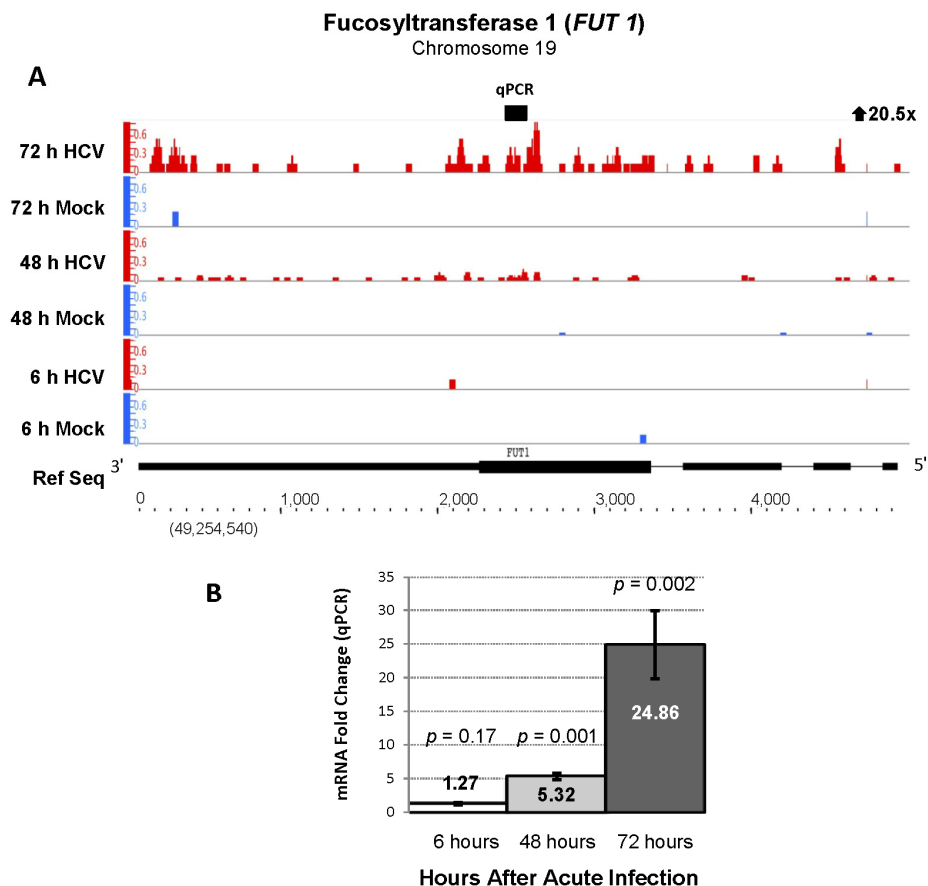 Fucosyltransferase 1 (FUT 1)
Chromosome 19
A
qPCR
20.5x
72 h HCV
0.6
0.3
0
72 h Mock
0.6
0.3
0
48 h HCV
0.6
0.3
0
48 h Mock
0.6
0.3
0
6 h HCV
0.6
0.3
0
6 h Mock
0.6
0.3
0
FUT1
3'
5'
Ref Seq
0 1,000 2,000 3,000 4,000
(49,254,540)
B
mRNA Fold Change (qPCR)
35
30
25
20
15
10
5
0
p = 0.002
24.86
p = 0.17 p = 0.001
1.27
5.32
6 hours 48 hours 72 hours
Hours After Acute Infection